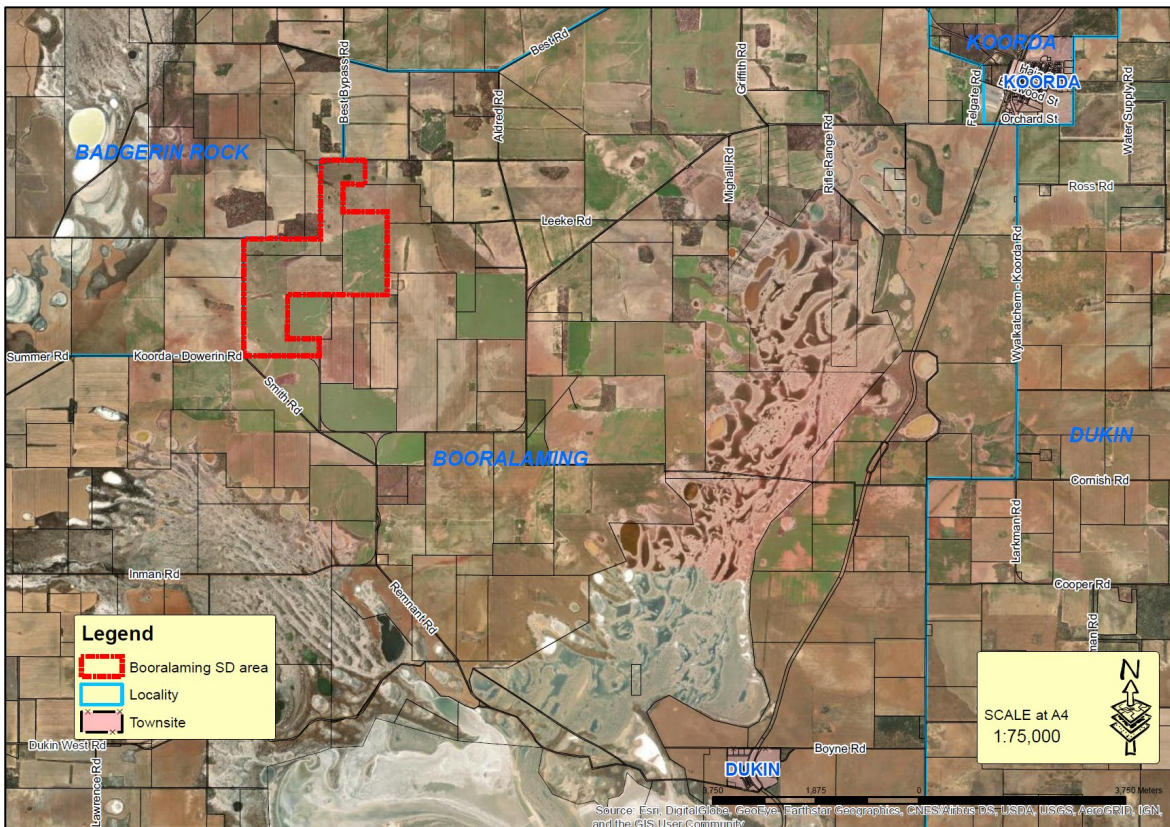 KOORDA
Best Rd
Best Bypass Rd
Griffith Rd
Felgate Rd
KOORDA
Orchard St
Water Supply Rd
Aldred Rd
BADGERIN ROCK
Mighall Rd
Rifle Range Rd
Ross Rd
Leeke Rd
Wyalkatchem - Koorda Rd
Summer Rd
Koorda - Dowerin Rd
Smith Rd
BOORALAMING
DUKIN
Cornish Rd
Larkman Rd
Inman Rd
Cooper Rd
Remnant Rd
Legend
Booralaming SD area
Locality
Townsite
N
SCALE at A4
1:75,000
Dukin West Rd
Lawrence Rd
Boyne Rd
DUKIN
3,750 1,875 0 3,750 Meters
Source: Esri, DigitalGlobe, GeoEye, Earthstar Geographics, CNES/Airbus DS, USDA, USGS, AeroGRID, IGN,
and the GIS User Community